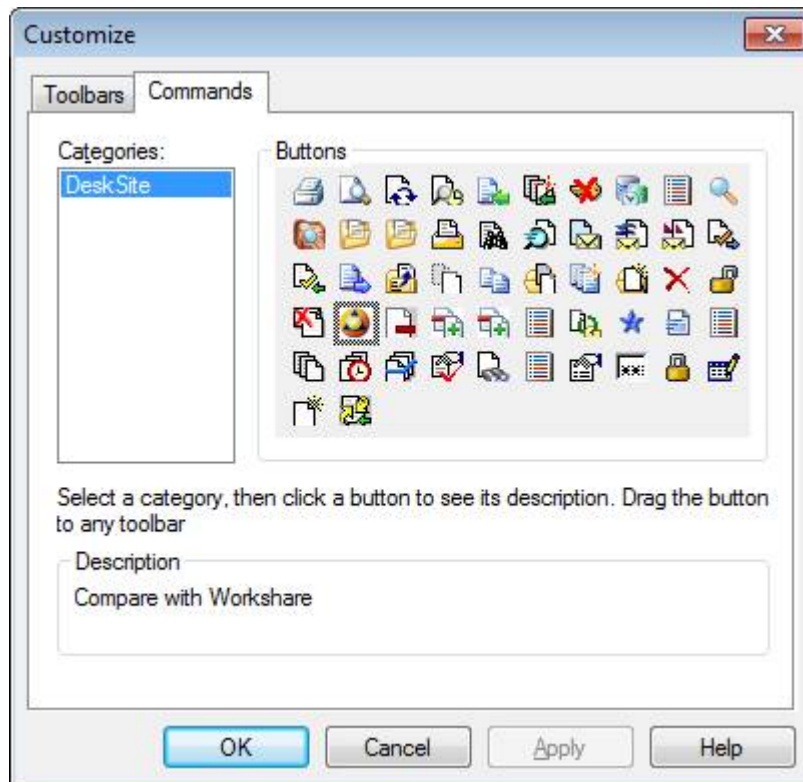 Customize
Toolbars
Commands
Categories:
Buttons
DeskSite
Select a category, then click a button to see its description. Drag the button
to any toolbar
Description
Compare with Workshare
OK
Cancel
Apply
Help